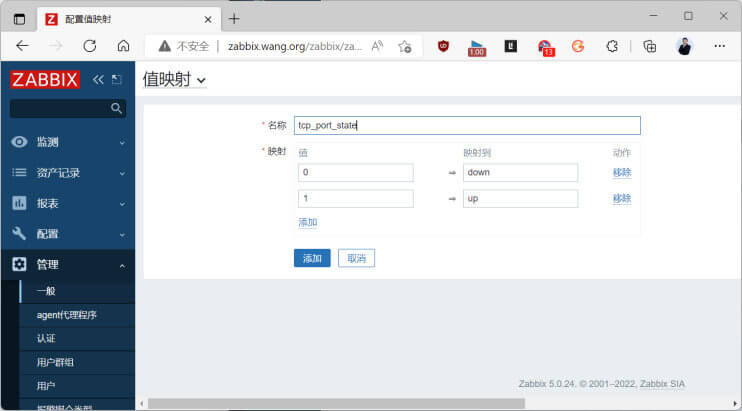 配置值映射
不安全
zabbix.wang.org/zabbix/za...
1.00
13
ZABBIX
值映射
监测
资产记录
报表
配置
管理
一般
agent代理程序
认证
用户群组
用户
* 名称 tcp_port_state
* 映射 值 映射到 动作
0 ⇒ down 移除
1 ⇒ up 移除
添加
添加 取消
Zabbix 5.0.24. © 2001–2022, Zabbix SIA